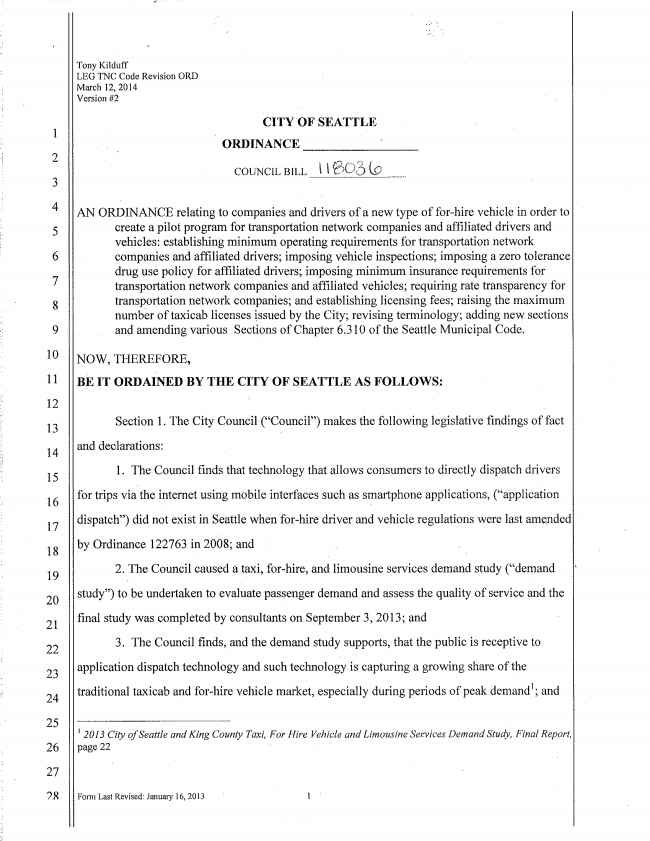 Tony Kilduff
LEG TNC Code Revision ORD
March 12, 2014
Version #2
CITY OF SEATTLE
1
ORDINANCE ____________________
2
COUNCIL BILL 118036
3
4
AN ORDINANCE relating to companies and drivers of a new type of for-hire vehicle in order to
5
create a pilot program for transportation network companies and affiliated drivers and
vehicles: establishing minimum operating requirements for transportation network
6
companies and affiliated drivers; imposing vehicle inspections; imposing a zero tolerance
drug use policy for affiliated drivers; imposing minimum insurance requirements for
7
transportation network companies and affiliated vehicles; requiring rate transparency for
8
transportation network companies; and establishing licensing fees; raising the maximum
number of taxicab licenses issued by the City; revising terminology; adding new sections
9
and amending various Sections of Chapter 6.310 of the Seattle Municipal Code.
10
NOW, THEREFORE,
11
BE IT ORDAINED BY THE CITY OF SEATTLE AS FOLLOWS:
12
13
Section 1. The City Council (“Council”) makes the following legislative findings of fact
14
and declarations:
15
1. The Council finds that technology that allows consumers to directly dispatch drivers
16
for trips via the internet using mobile interfaces such as smartphone applications, (“application
17
dispatch”) did not exist in Seattle when for-hire driver and vehicle regulations were last amended
18
by Ordinance 122763 in 2008; and
19
2. The Council caused a taxi, for-hire, and limousine services demand study (“demand
20
study”) to be undertaken to evaluate passenger demand and assess the quality of service and the
21
final study was completed by consultants on September 3, 2013; and
22
3. The Council finds, and the demand study supports, that the public is receptive to
23
application dispatch technology and such technology is capturing a growing share of the
24
traditional taxicab and for-hire vehicle market, especially during periods of peak demand¹; and
25
¹ 2013 City of Seattle and King County Taxi, For Hire Vehicle and Limousine Services Demand Study, Final Report,
26
page 22
27
28
Form Last Revised: January 16, 2013
1